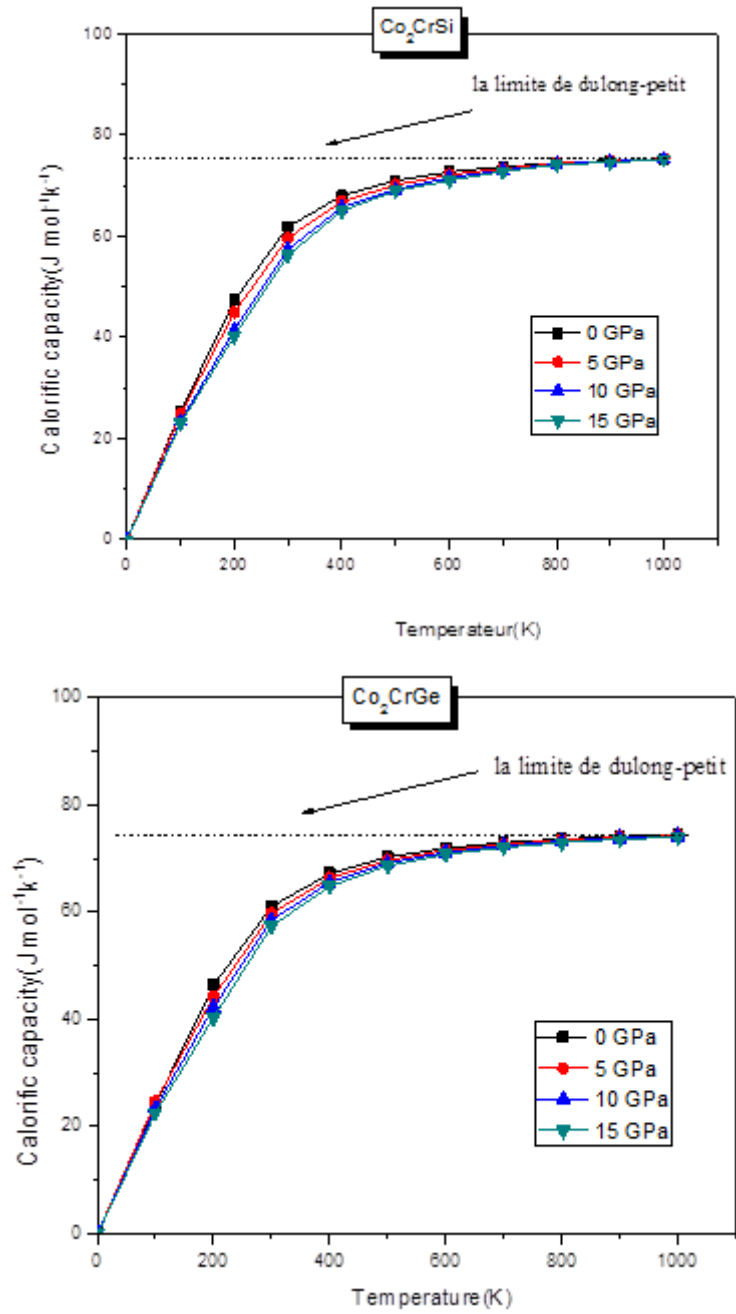 Co₂CrSi
100
la limite de dulong-petit
80
60
40
20
0
Calorific capacity(J mol⁻¹k⁻¹)
0 GPa
5 GPa
10 GPa
15 GPa
0 200 400 600 800 1000
Temperateur(K)
Co₂CrGe
100
la limite de dulong-petit
80
60
40
20
0
Calorific capacity(J mol⁻¹k⁻¹)
0 GPa
5 GPa
10 GPa
15 GPa
0 200 400 600 800 1000
Temperature(K)